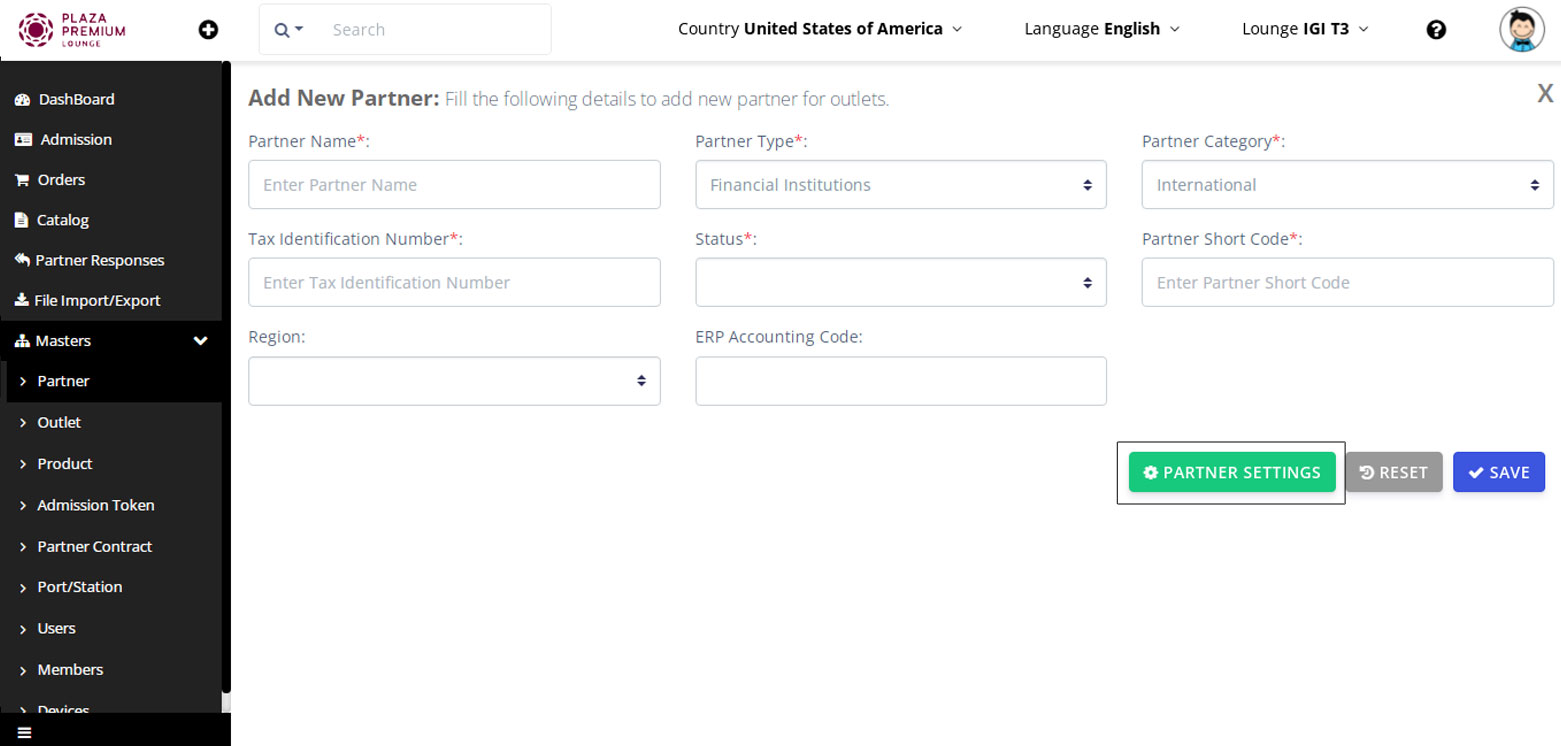 PLAZA
PREMIUM
LOUNGE
Search
Country United States of America
Language English
Lounge IGI T3
DashBoard
Admission
Orders
Catalog
Partner Responses
File Import/Export
Masters
Partner
Outlet
Product
Admission Token
Partner Contract
Port/Station
Users
Members
Devices
Add New Partner: Fill the following details to add new partner for outlets.
X
Partner Name*:
Partner Type*:
Partner Category*:
Enter Partner Name
Financial Institutions
International
Tax Identification Number*:
Status*:
Partner Short Code*:
Enter Tax Identification Number
Enter Partner Short Code
Region:
ERP Accounting Code:
PARTNER SETTINGS
RESET
SAVE